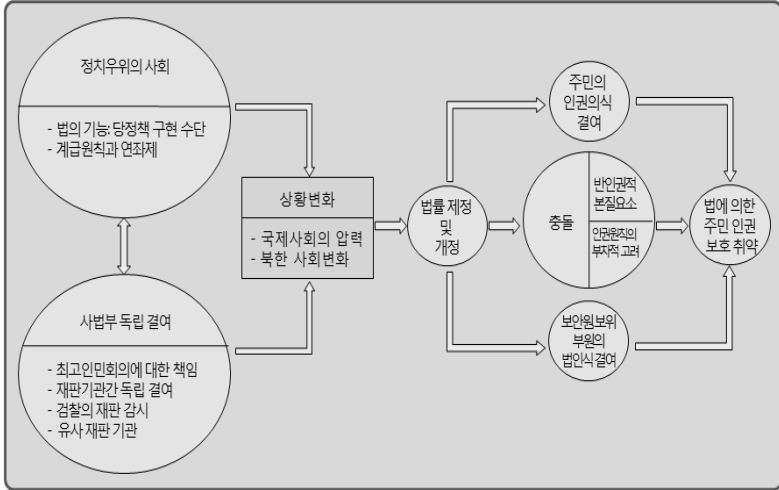 정치우위의 사회
- 법의 기능: 당정책 구현 수단
- 계급원칙과 연좌제
사법부 독립 결여
- 최고인민회의에 대한 책임
- 재판기관간 독립 결여
- 검찰의 재판 감시
- 유사 재판 기관
상황변화
- 국제사회의 압력
- 북한 사회변화
법률 제정
및
개정
주민의
인권의식
결여
충돌
반인권적
본질요소
인권원칙의
부차적 고려
보안원,보위
부원의
법인식 결여
법에 의한
주민 인권
보호 취약